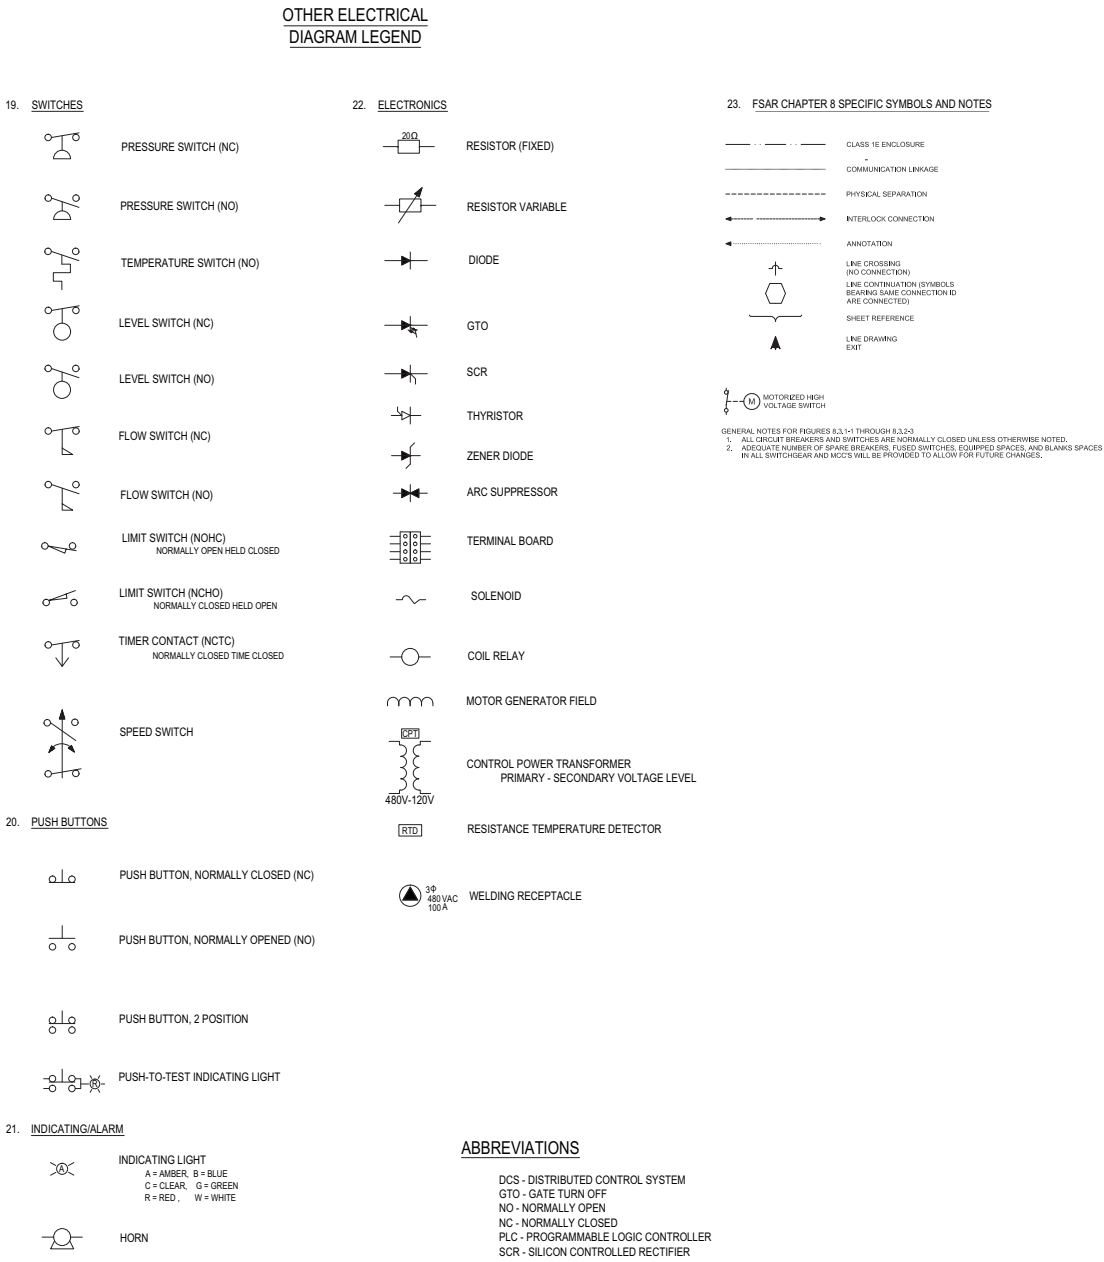 OTHER ELECTRICAL
DIAGRAM LEGEND
19. SWITCHES
PRESSURE SWITCH (NC)
PRESSURE SWITCH (NO)
TEMPERATURE SWITCH (NO)
LEVEL SWITCH (NC)
LEVEL SWITCH (NO)
FLOW SWITCH (NC)
FLOW SWITCH (NO)
LIMIT SWITCH (NOHC)
NORMALLY OPEN HELD CLOSED
LIMIT SWITCH (NCHO)
NORMALLY CLOSED HELD OPEN
TIMER CONTACT (NCTC)
NORMALLY CLOSED TIME CLOSED
SPEED SWITCH
20. PUSH BUTTONS
PUSH BUTTON, NORMALLY CLOSED (NC)
PUSH BUTTON, NORMALLY OPENED (NO)
PUSH BUTTON, 2 POSITION
R
PUSH-TO-TEST INDICATING LIGHT
21. INDICATING/ALARM
A
INDICATING LIGHT
A = AMBER, B = BLUE
C = CLEAR, G = GREEN
R = RED , W = WHITE
HORN
22. ELECTRONICS
20Ω
RESISTOR (FIXED)
RESISTOR VARIABLE
DIODE
GTO
SCR
THYRISTOR
ZENER DIODE
ARC SUPPRESSOR
TERMINAL BOARD
SOLENOID
COIL RELAY
MOTOR GENERATOR FIELD
CPT
CONTROL POWER TRANSFORMER
PRIMARY - SECONDARY VOLTAGE LEVEL
480V-120V
RTD
RESISTANCE TEMPERATURE DETECTOR
3Φ
480 VAC
100 A
WELDING RECEPTACLE
23. FSAR CHAPTER 8 SPECIFIC SYMBOLS AND NOTES
CLASS 1E ENCLOSURE
COMMUNICATION LINKAGE
PHYSICAL SEPARATION
INTERLOCK CONNECTION
ANNOTATION
LINE CROSSING
(NO CONNECTION)
LINE CONTINUATION (SYMBOLS
BEARING SAME CONNECTION ID
ARE CONNECTED)
SHEET REFERENCE
LINE DRAWING
EXIT
M
MOTORIZED HIGH
VOLTAGE SWITCH
GENERAL NOTES FOR FIGURES 8.3.1-1 THROUGH 8.3.2-3
1. ALL CIRCUIT BREAKERS AND SWITCHES ARE NORMALLY CLOSED UNLESS OTHERWISE NOTED.
2. ADEQUATE NUMBER OF SPARE BREAKERS, FUSED SWITCHES, EQUIPPED SPACES, AND BLANKS SPACES
IN ALL SWITCHGEAR AND MCC'S WILL BE PROVIDED TO ALLOW FOR FUTURE CHANGES.
ABBREVIATIONS
DCS - DISTRIBUTED CONTROL SYSTEM
GTO - GATE TURN OFF
NO - NORMALLY OPEN
NC - NORMALLY CLOSED
PLC - PROGRAMMABLE LOGIC CONTROLLER
SCR - SILICON CONTROLLED RECTIFIER